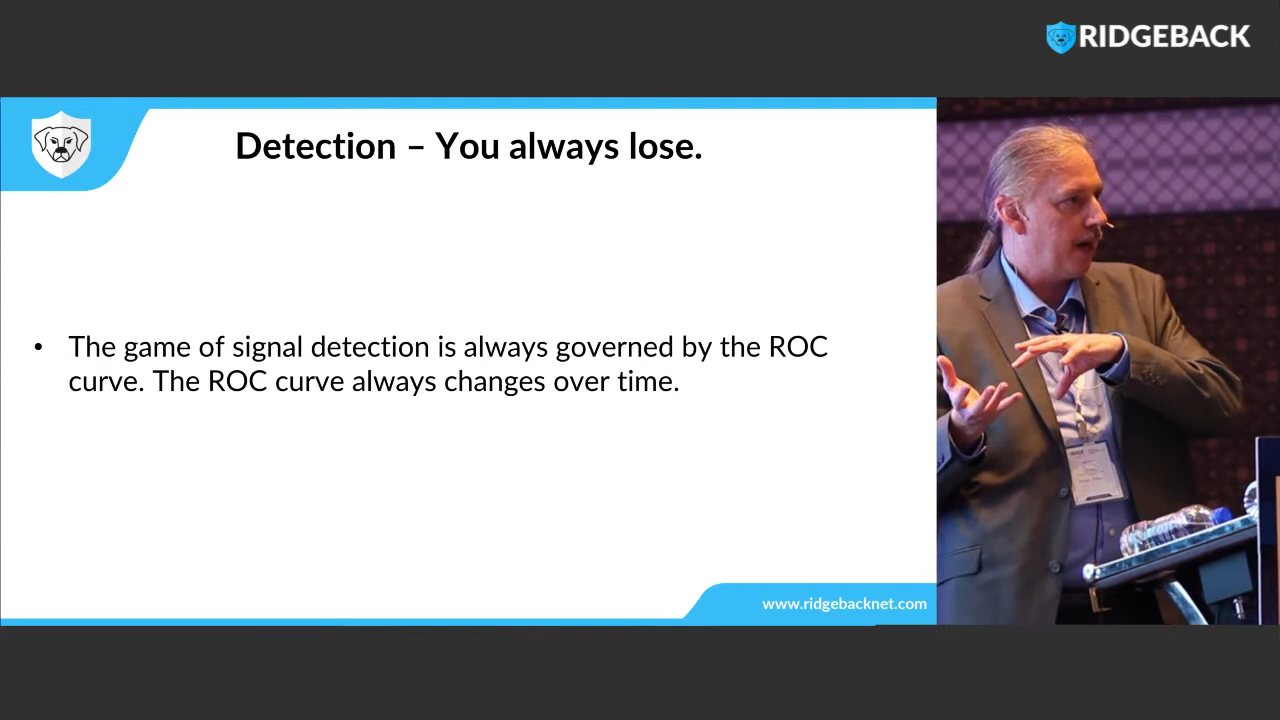 RIDGEBACK
Detection – You always lose.
• The game of signal detection is always governed by the ROC
curve. The ROC curve always changes over time.
www.ridgebacknet.com